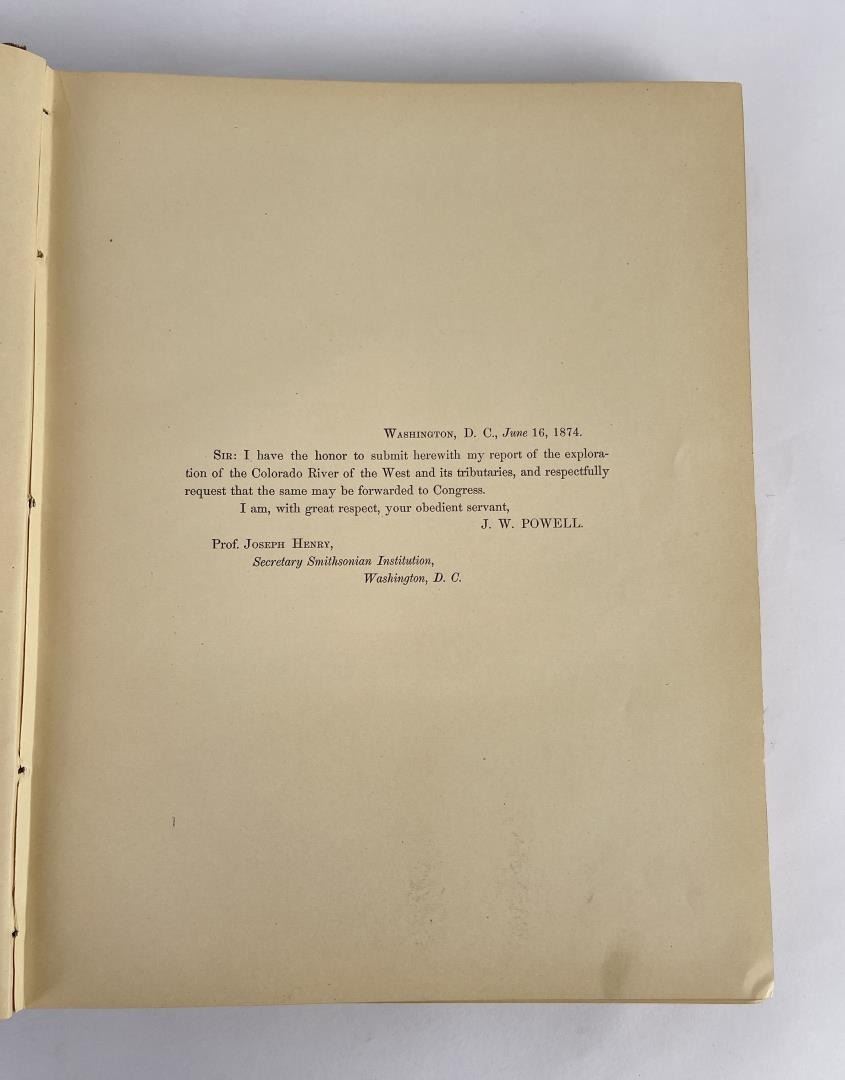 WASHINGTON, D. C., June 16, 1874.
SIR: I have the honor to submit herewith my report of the explora-
tion of the Colorado River of the West and its tributaries, and respectfully
request that the same may be forwarded to Congress.
I am, with great respect, your obedient servant,
J. W. POWELL.
Prof. JOSEPH HENRY,
Secretary Smithsonian Institution,
Washington, D. C.